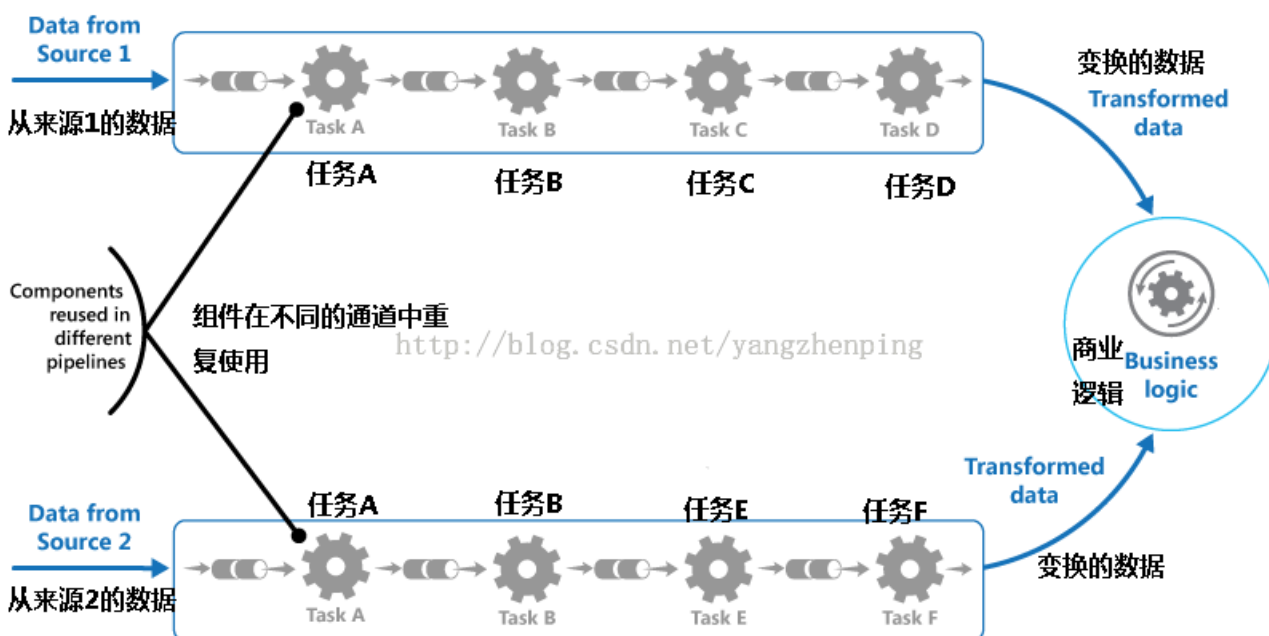 Data from
Source 1
从来源1的数据
Task A
Task B
Task C
Task D
任务A
任务B
任务C
任务D
变换的数据
Transformed
data
Components
reused in
different
pipelines
组件在不同的通道中重
复使用
http://blog.csdn.net/yangzhenping
商业
逻辑
Business
logic
Transformed
data
变换的数据
Data from
Source 2
从来源2的数据
任务A
任务B
任务E
任务F
Task A
Task B
Task E
Task F